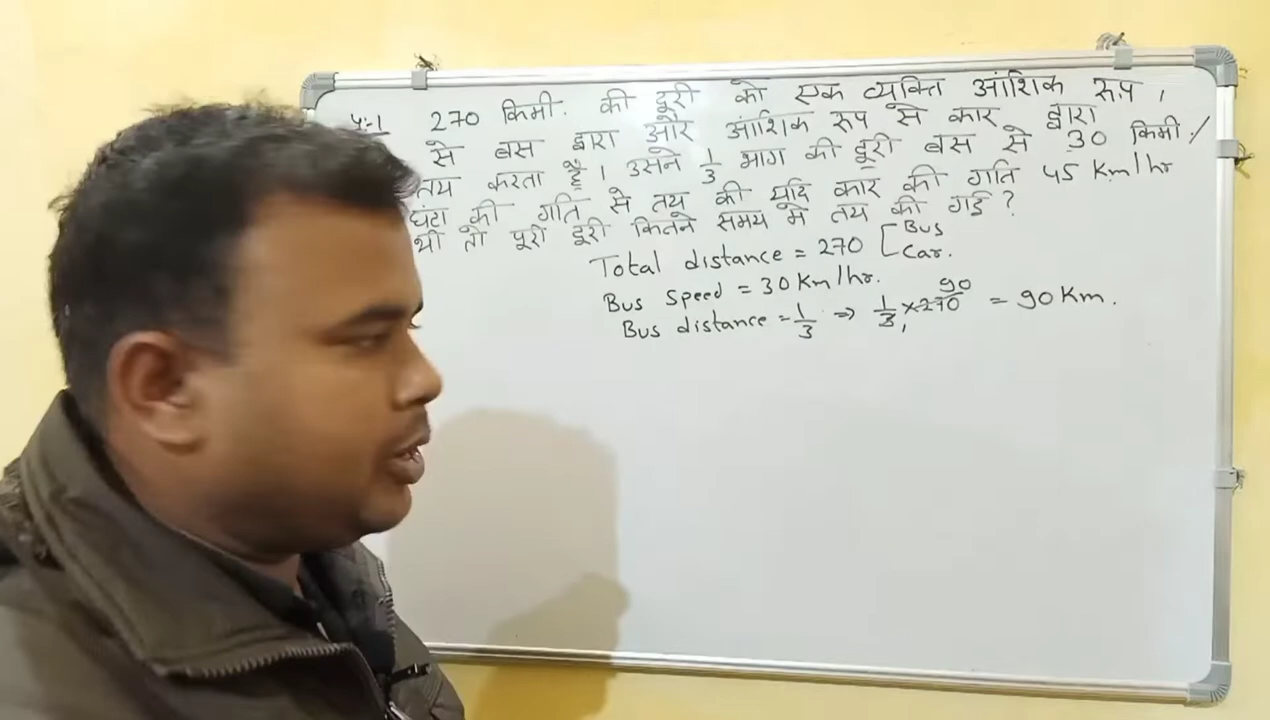 प्र:-1 270 किमी. की दूरी को एक व्यक्ति आंशिक रूप,
से बस द्वारा और आंशिक रूप से कार द्वारा
तय करता है। उसने 1/3 भाग की दूरी बस से 30 किमी./
घंटा की गति से तय की यदि कार की गति 45 Km/hr
थी तो पूरी दूरी कितने समय में तय की गई?
Total distance = 270 [Bus Car.
Bus Speed = 30 Km/hr.
Bus distance = 1/3 ⇒ 1/3 × 270 90 = 90 Km.